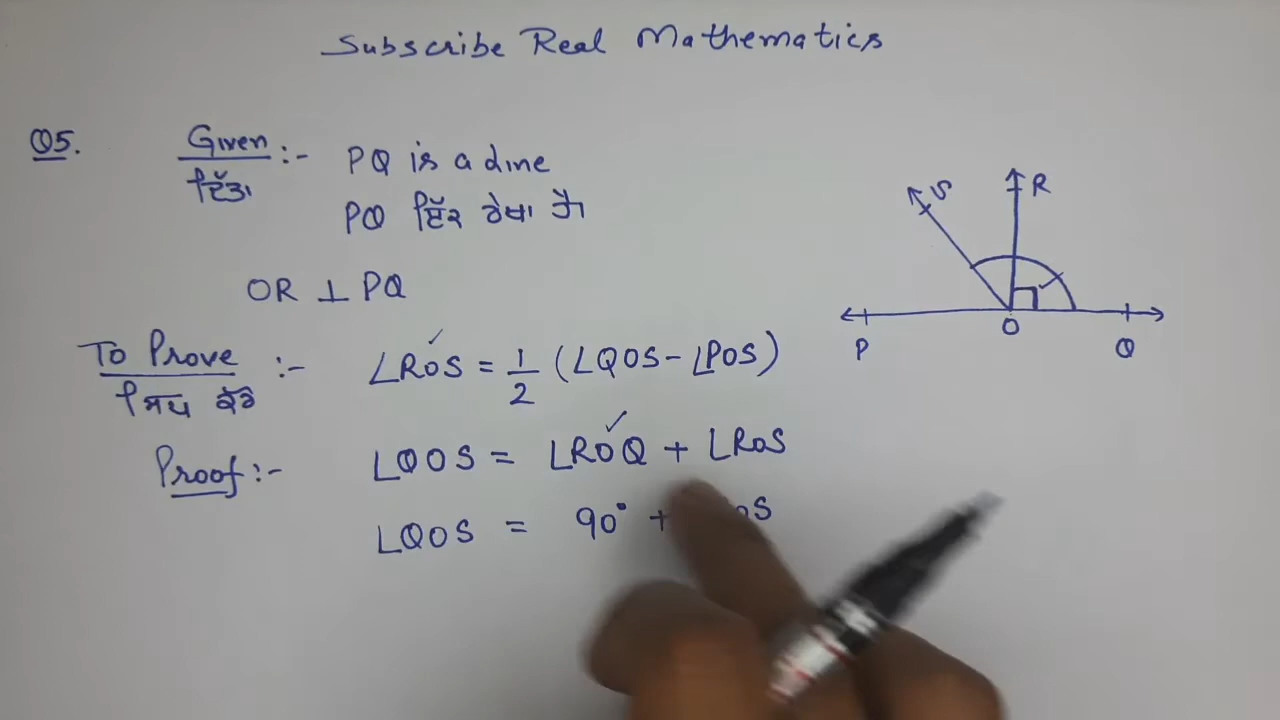 Subscribe Real Mathematics
Q5. Given :- PQ is a line
ਦਿੱਤਾ PQ ਇੱਕ ਰੇਖਾ ਹੈ
OR ⊥ PQ
To Prove :- ∠ROS = 1/2 (∠QOS - ∠POS)
ਸਿੱਧ ਕਰੋ
Proof :- ∠QOS = ∠ROQ + ∠ROS
∠QOS = 90° + OS
S
R
P
O
Q